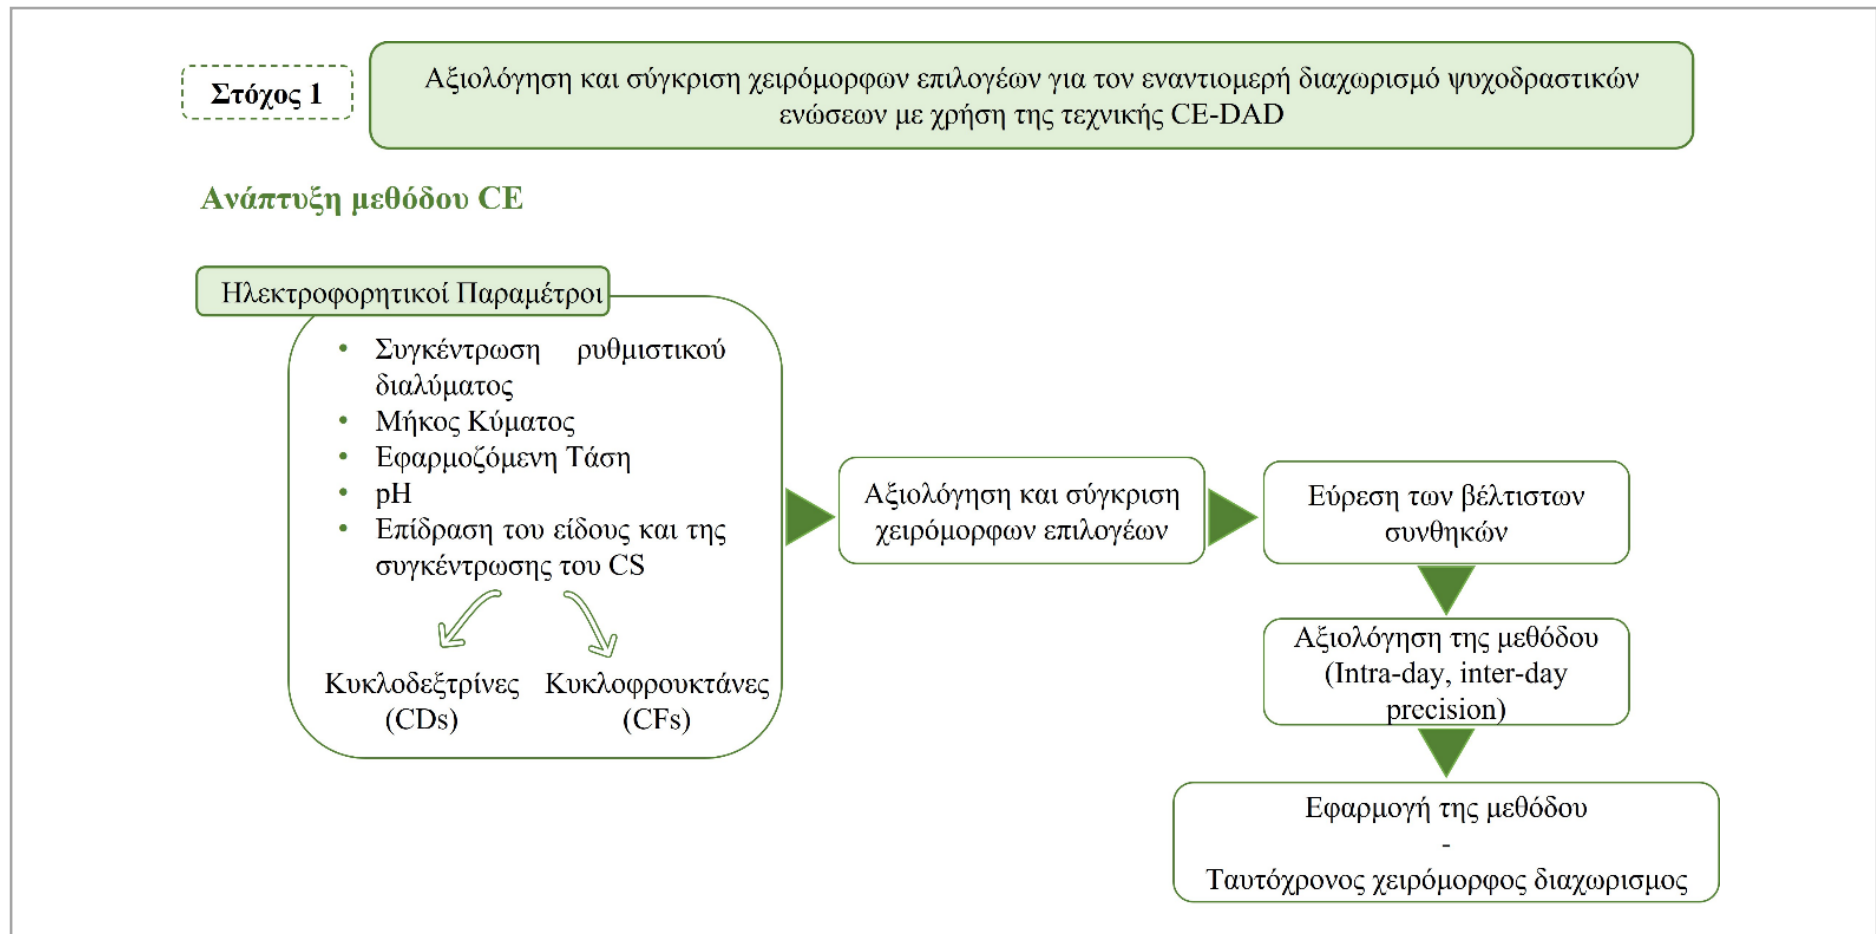 Στόχος 1
Αξιολόγηση και σύγκριση χειρόμορφων επιλογέων για τον εναντιομερή διαχωρισμό ψυχοδραστικών
ενώσεων με χρήση της τεχνικής CE-DAD
Ανάπτυξη μεθόδου CE
Ηλεκτροφορητικοί Παραμέτροι
• Συγκέντρωση ρυθμιστικού
διαλύματος
• Μήκος Κύματος
• Εφαρμοζόμενη Τάση
• pH
• Επίδραση του είδους και της
συγκέντρωσης του CS
Κυκλοδεξτρίνες
(CDs)
Κυκλοφρουκτάνες
(CFs)
Αξιολόγηση και σύγκριση
χειρόμορφων επιλογέων
Εύρεση των βέλτιστων
συνθηκών
Αξιολόγηση της μεθόδου
(Intra-day, inter-day
precision)
Εφαρμογή της μεθόδου
-
Ταυτόχρονος χειρόμορφος διαχωρισμος